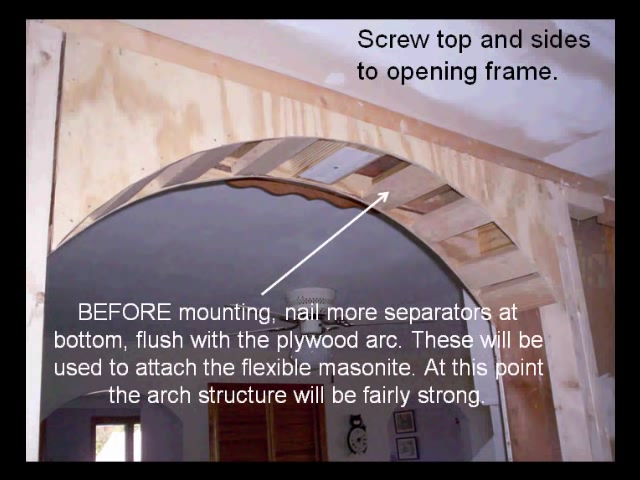 Screw top and sides
to opening frame.
BEFORE mounting, nail more separators at
bottom, flush with the plywood arc. These will be
used to attach the flexible masonite. At this point
the arch structure will be fairly strong.